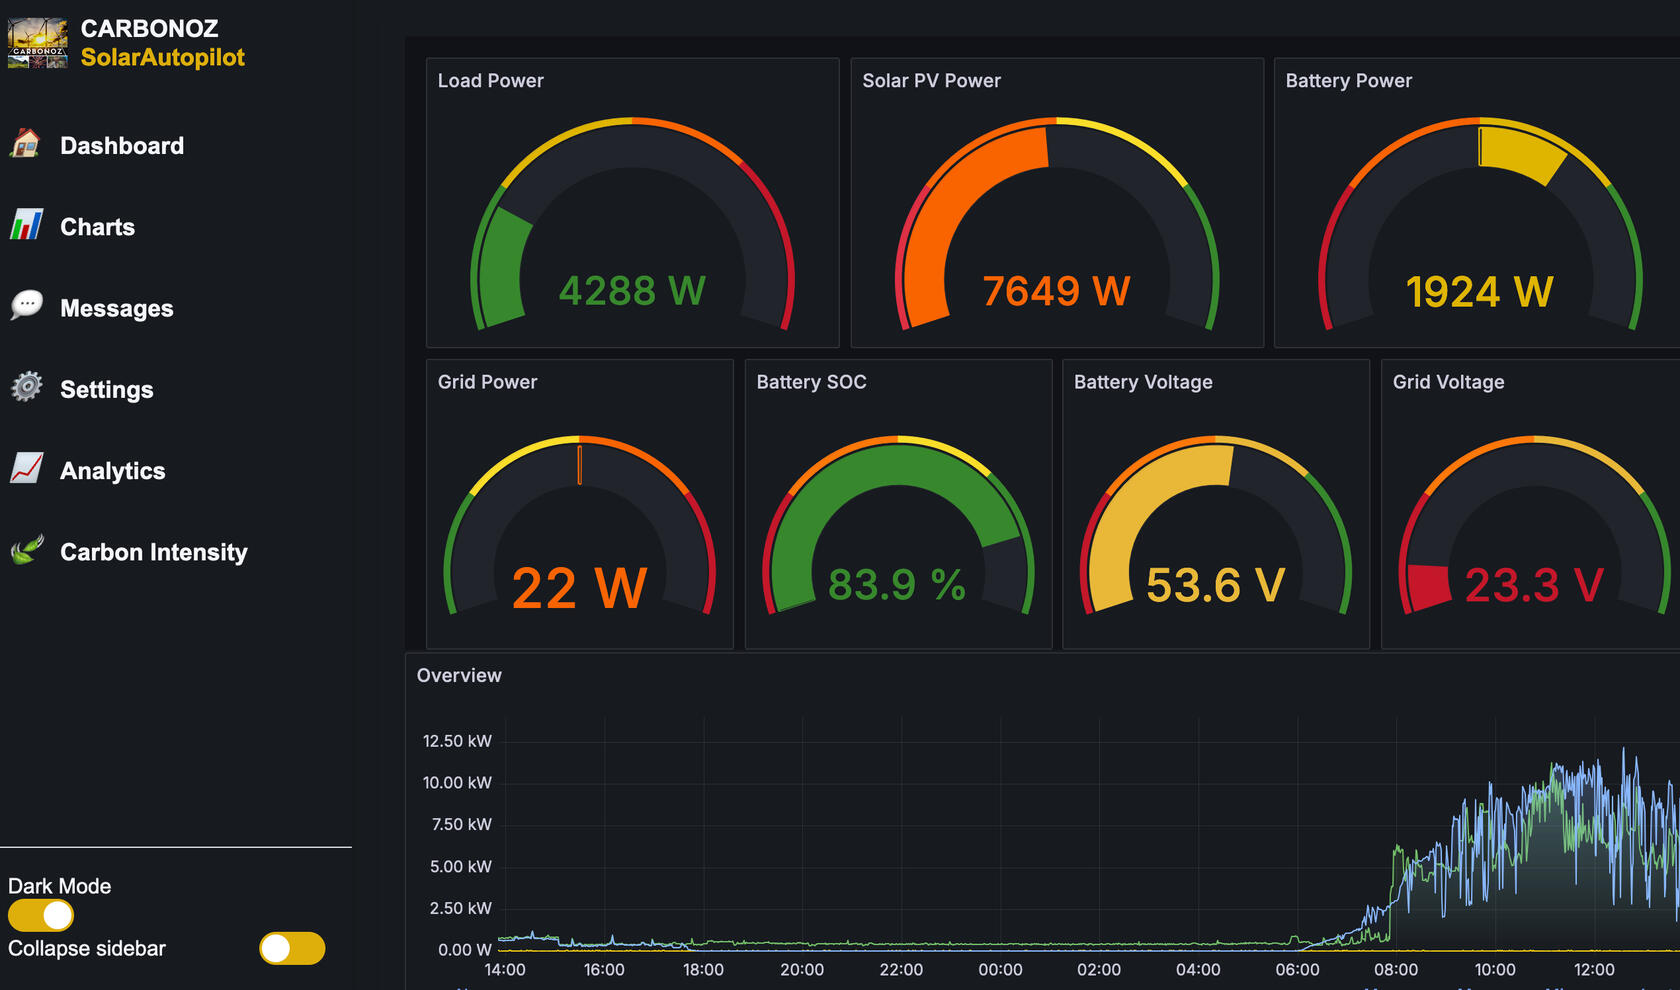 CARBONOZ
SolarAutopilot
CARBONOZ
Dashboard
Charts
Messages
Settings
Analytics
Carbon Intensity
Dark Mode
Collapse sidebar
Load Power
4288 W
Solar PV Power
7649 W
Battery Power
1924 W
Grid Power
22 W
Battery SOC
83.9 %
Battery Voltage
53.6 V
Grid Voltage
23.3 V
Overview
12.50 kW
10.00 kW
7.50 kW
5.00 kW
2.50 kW
0.00 W
14:00 16:00 18:00 20:00 22:00 00:00 02:00 04:00 06:00 08:00 10:00 12:00